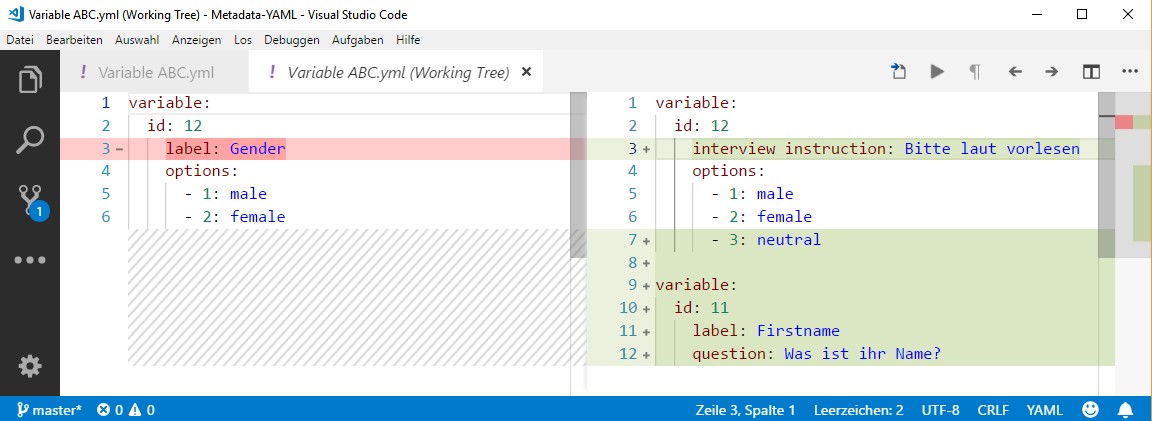 Variable ABC.yml (Working Tree) - Metadata-YAML - Visual Studio Code
Datei Bearbeiten Auswahl Anzeigen Los Debuggen Aufgaben Hilfe
! Variable ABC.yml ! Variable ABC.yml (Working Tree)
1 variable:
2 id: 12
3 - label: Gender
4 options:
5 - 1: male
6 - 2: female
1 variable:
2 id: 12
3 + interview instruction: Bitte laut vorlesen
4 options:
5 - 1: male
6 - 2: female
7 + - 3: neutral
8 +
9 + variable:
10 + id: 11
11 + label: Firstname
12 + question: Was ist ihr Name?
1
master* 0 0 Zeile 3, Spalte 1 Leerzeichen: 2 UTF-8 CRLF YAML